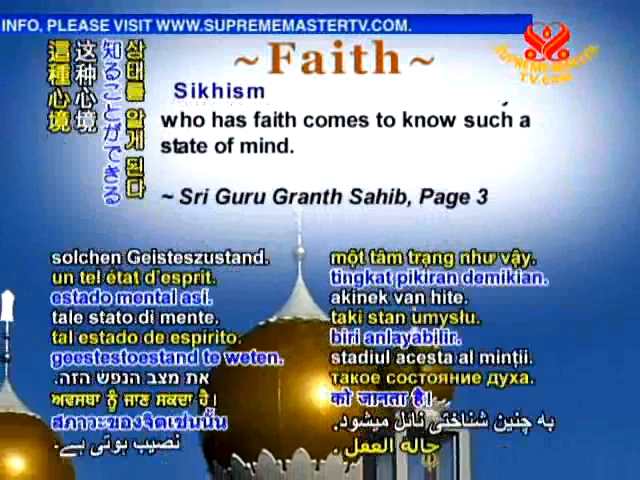 INFO, PLEASE VISIT WWW.SUPREMEMASTERTV.COM.
SUPREME MASTER
TV.com
~Faith~
Sikhism
who has faith comes to know such a
state of mind.
~ Sri Guru Granth Sahib, Page 3
這種心境
这种心境
知ることができる
상태를 알게 된다
solchen Geisteszustand.
un tel état d'esprit.
estado mental así.
tale stato di mente.
tal estado de espírito.
geestestoestand te weten.
את מצב הנפש הזה.
ਅਵਸਥਾ ਨੂੰ ਜਾਣ ਸਕਦਾ ਹੈ।
สภาวะของจิตเช่นนั้น
نصیب ہوتی ہے۔
một tâm trạng như vậy.
tingkat pikiran demikian.
akinek van hite.
taki stan umysłu.
biri anlayabilir.
stadiul acesta al minții.
такое состояние духа.
को जानता है।
به چنین شناختی نائل میشود.
حالة العقل.